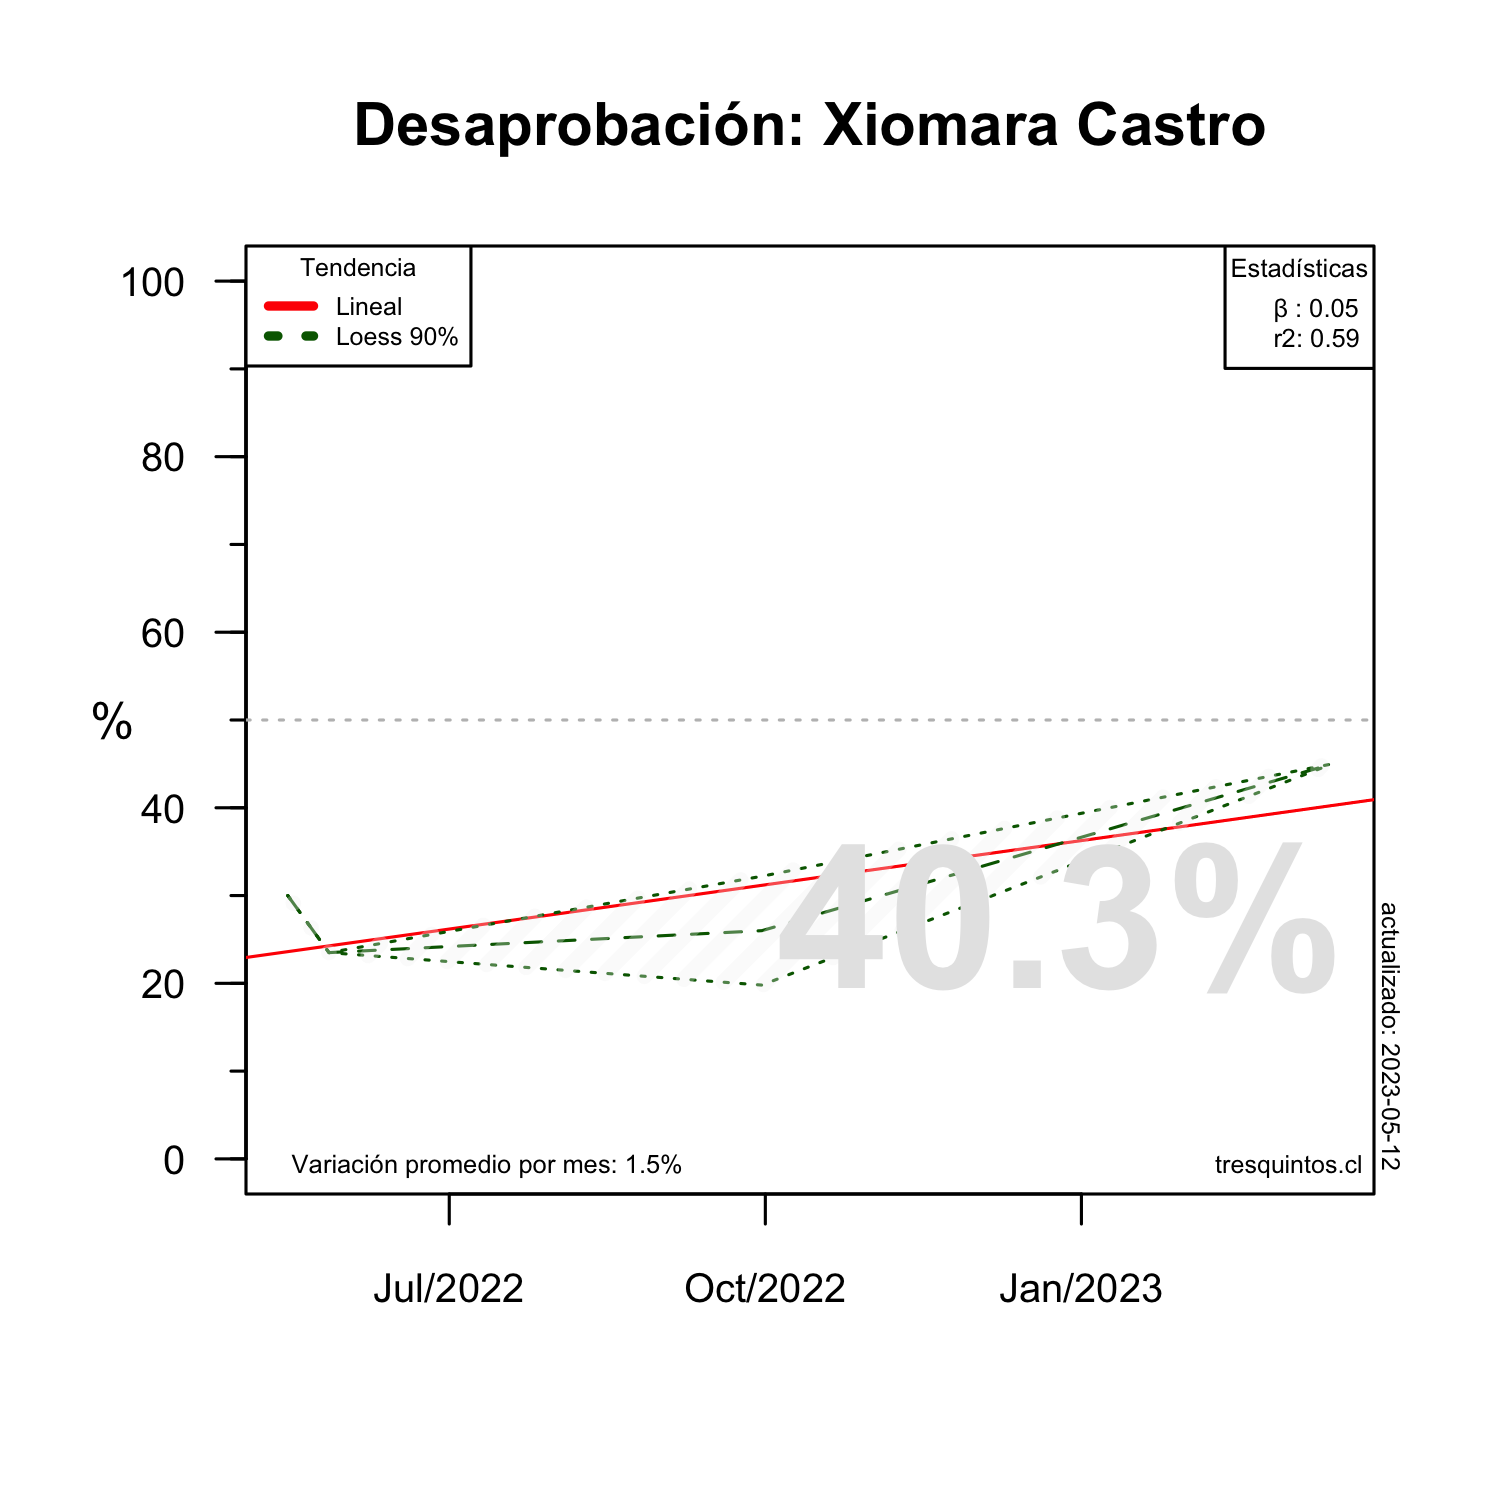 Desaprobación: Xiomara Castro
Tendencia
Lineal
Loess 90%
Estadísticas
β : 0.05
r2: 0.59
100
80
60
%
40
20
0
40.3%
actualizado: 2023-05-12
Variación promedio por mes: 1.5%
tresquintos.cl
Jul/2022
Oct/2022
Jan/2023